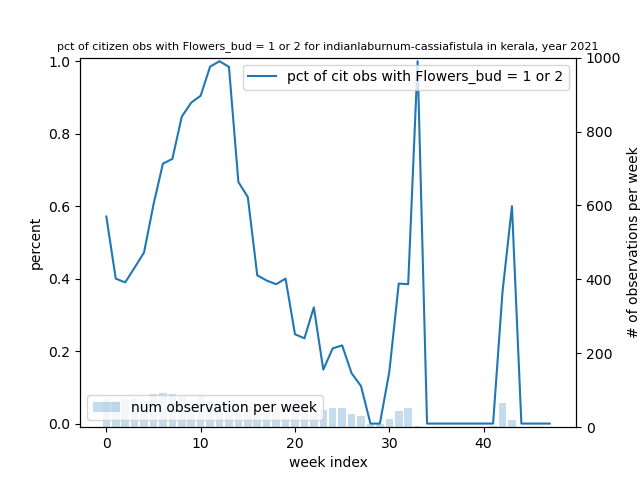 pct of citizen obs with Flowers_bud = 1 or 2 for indianlaburnum-cassiafistula in kerala, year 2021
pct of cit obs with Flowers_bud = 1 or 2
num observation per week
percent
1.0
0.8
0.6
0.4
0.2
0.0
0
10
20
30
40
week index
1000
800
600
400
200
0
# of observations per week